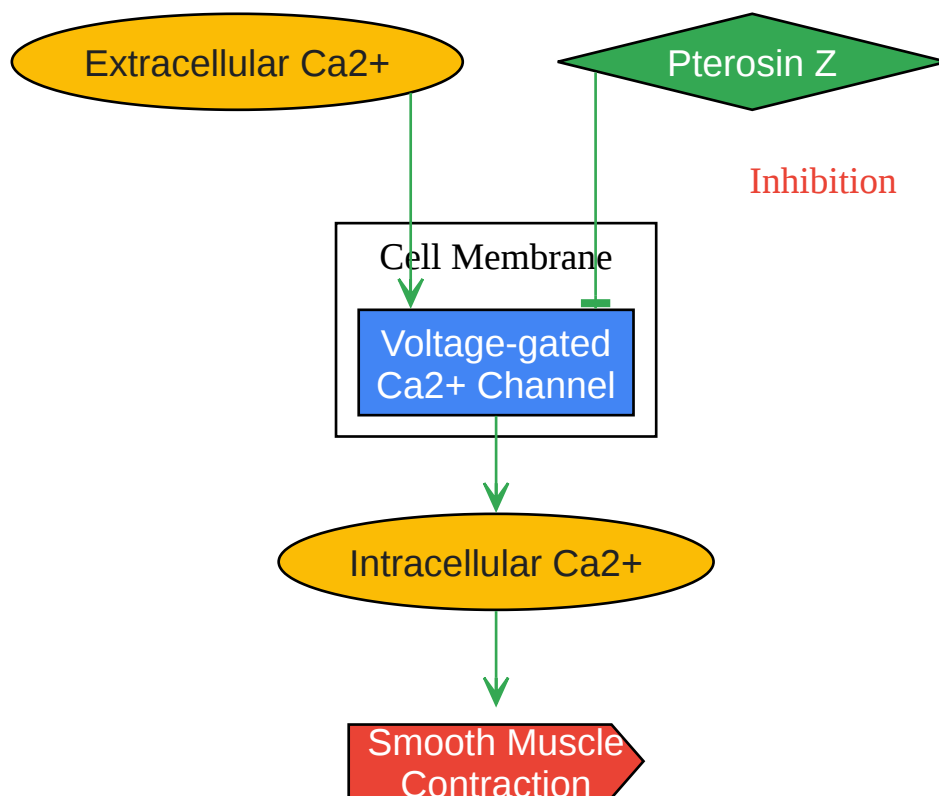 Extracellular Ca2+
Pterosin Z
Inhibition
Cell Membrane
Voltage-gated
Ca2+ Channel
Intracellular Ca2+
Smooth Muscle
Contraction